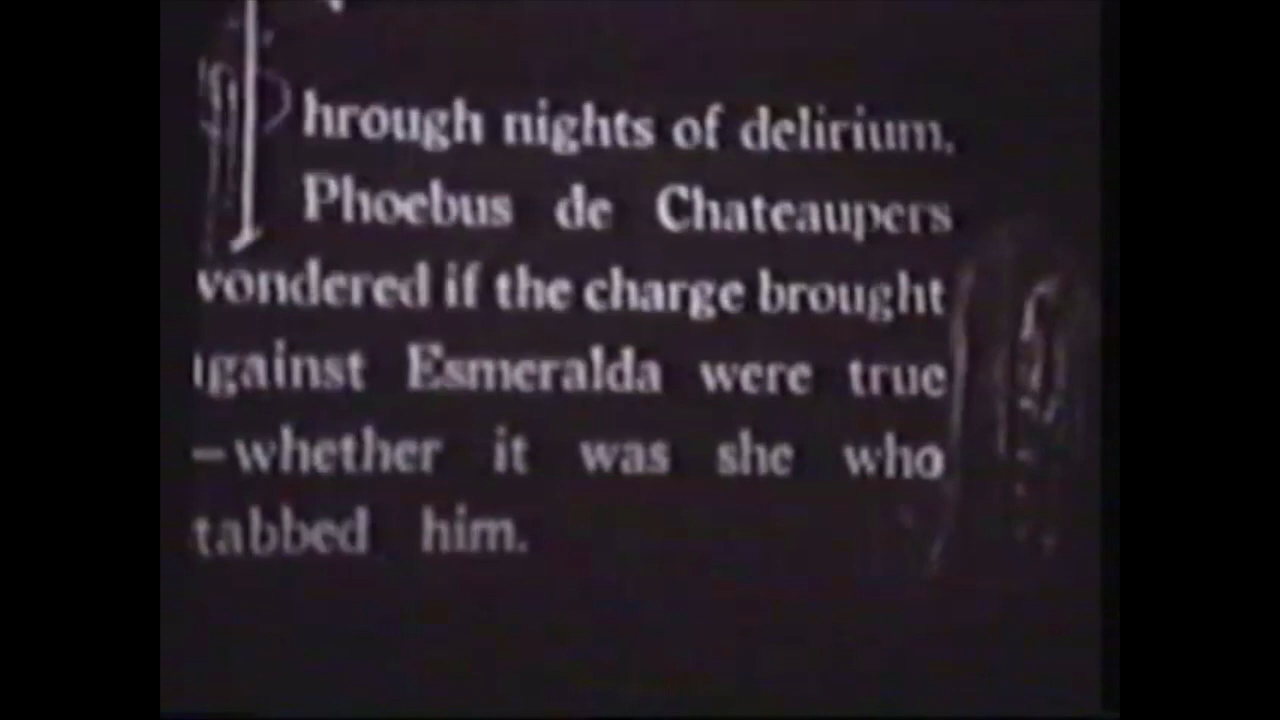 Through nights of delirium,
Phoebus de Chateaupers
vondered if the charge brought
gainst Esmeralda were true
—whether it was she who
tabbed him.